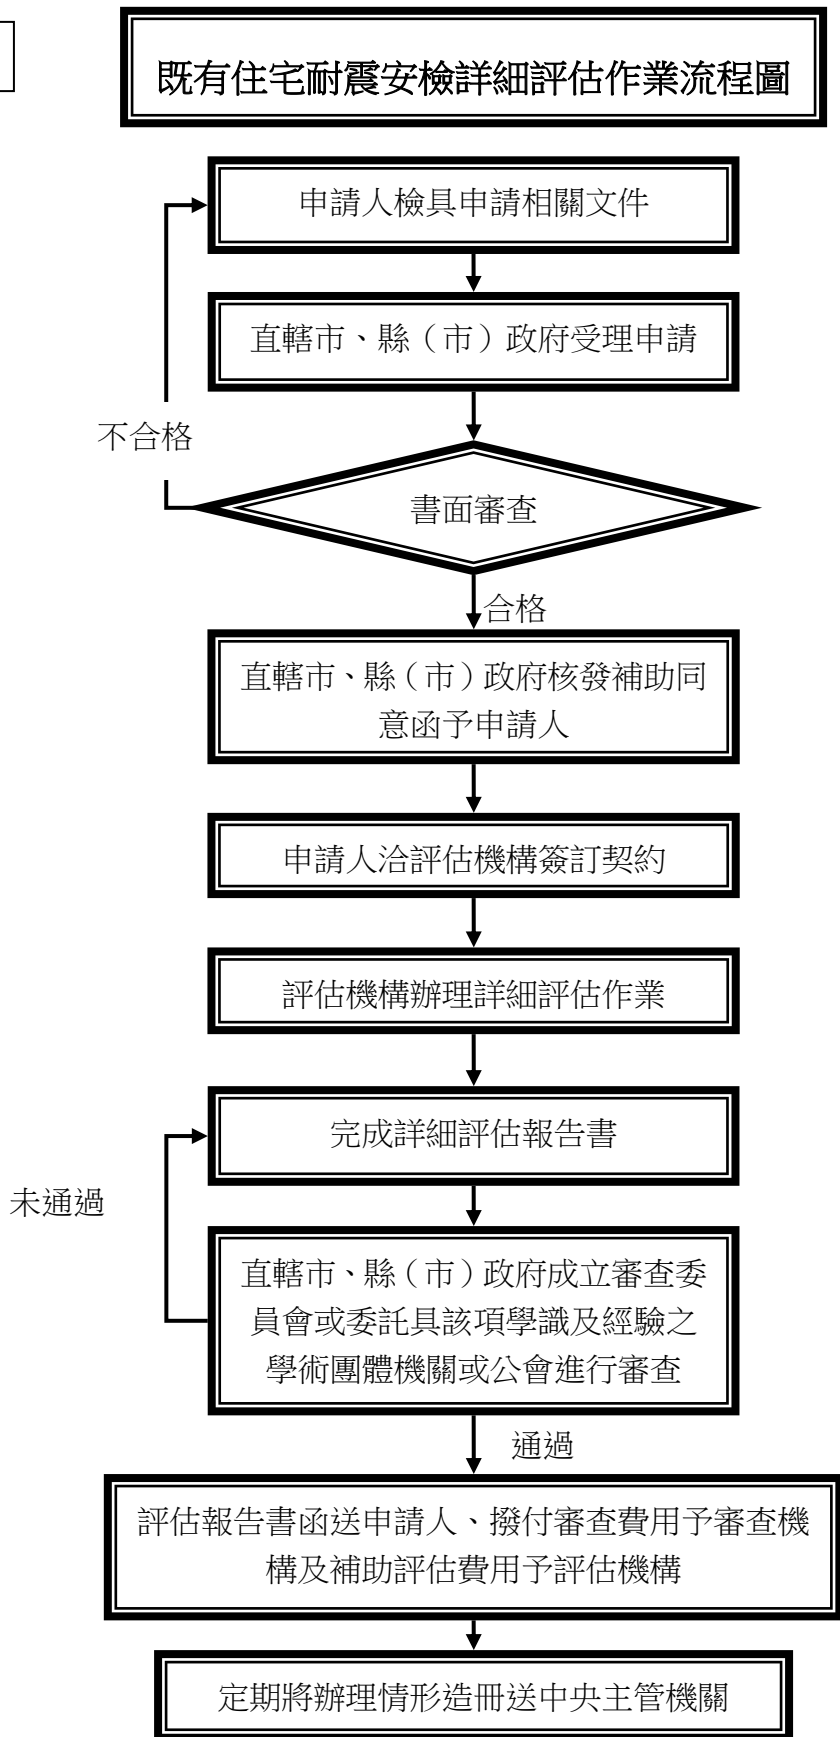 既有住宅耐震安檢詳細評估作業流程圖
申請人檢具申請相關文件
直轄市、縣（市）政府受理申請
不合格
書面審查
合格
直轄市、縣（市）政府核發補助同
意函予申請人
申請人洽評估機構簽訂契約
評估機構辦理詳細評估作業
完成詳細評估報告書
未通過
直轄市、縣（市）政府成立審查委
員會或委託具該項學識及經驗之
學術團體機關或公會進行審查
通過
評估報告書函送申請人、撥付審查費用予審查機
構及補助評估費用予評估機構
定期將辦理情形造冊送中央主管機關